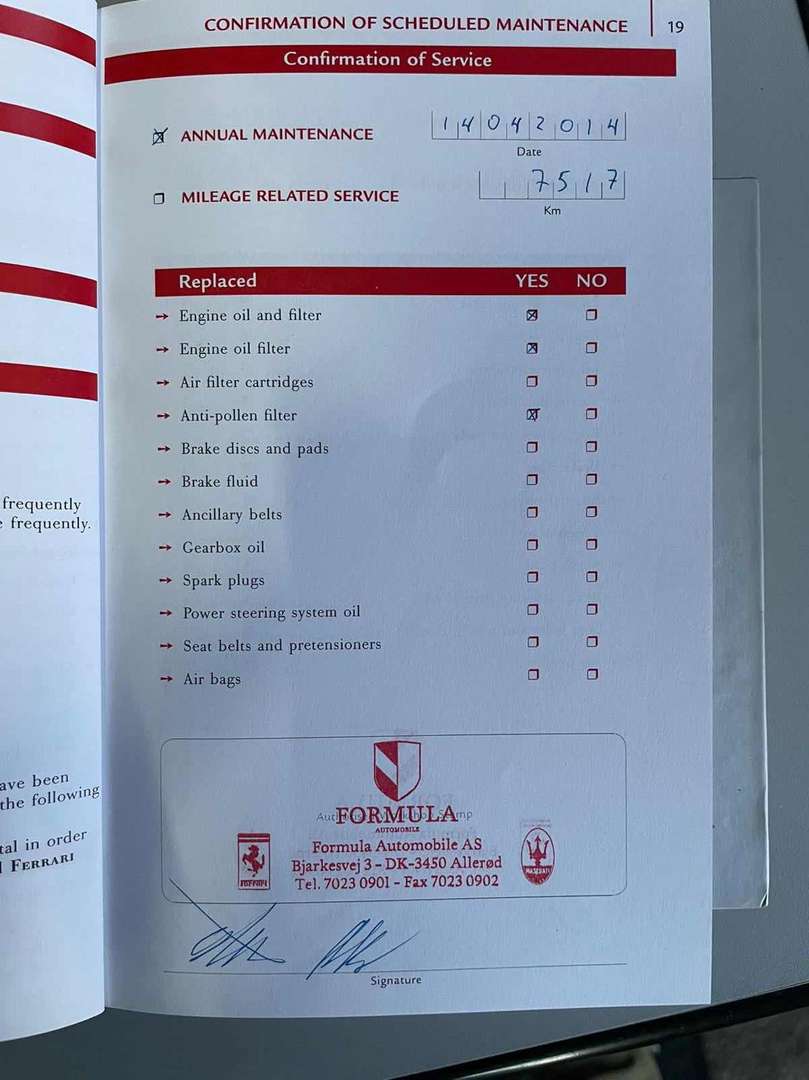 frequently
frequently.
ave been
the following
tal in order
FERRARI
CONFIRMATION OF SCHEDULED MAINTENANCE 19
Confirmation of Service
ANNUAL MAINTENANCE 14042014
Date
MILEAGE RELATED SERVICE 7517
Km
Replaced YES NO
Engine oil and filter
Engine oil filter
Air filter cartridges
Anti-pollen filter
Brake discs and pads
Brake fluid
Ancillary belts
Gearbox oil
Spark plugs
Power steering system oil
Seat belts and pretensioners
Air bags
FORMULA
AUTOMOBILE
Formula Automobile AS
Bjarkesvej 3 - DK-3450 Allerød
Tel. 7023 0901 - Fax 7023 0902
Ferrari
MASERATI
Signature